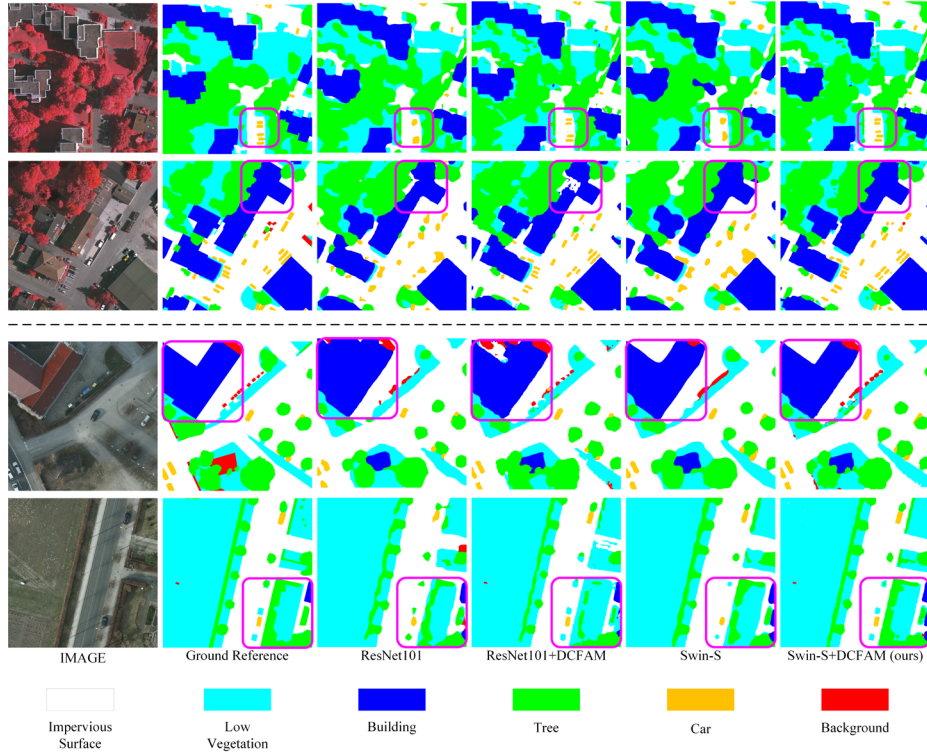 IMAGE
Ground Reference
ResNet101
ResNet101+DCFAM
Swin-S
Swin-S+DCFAM (ours)
Impervious
Surface
Low
Vegetation
Building
Tree
Car
Background